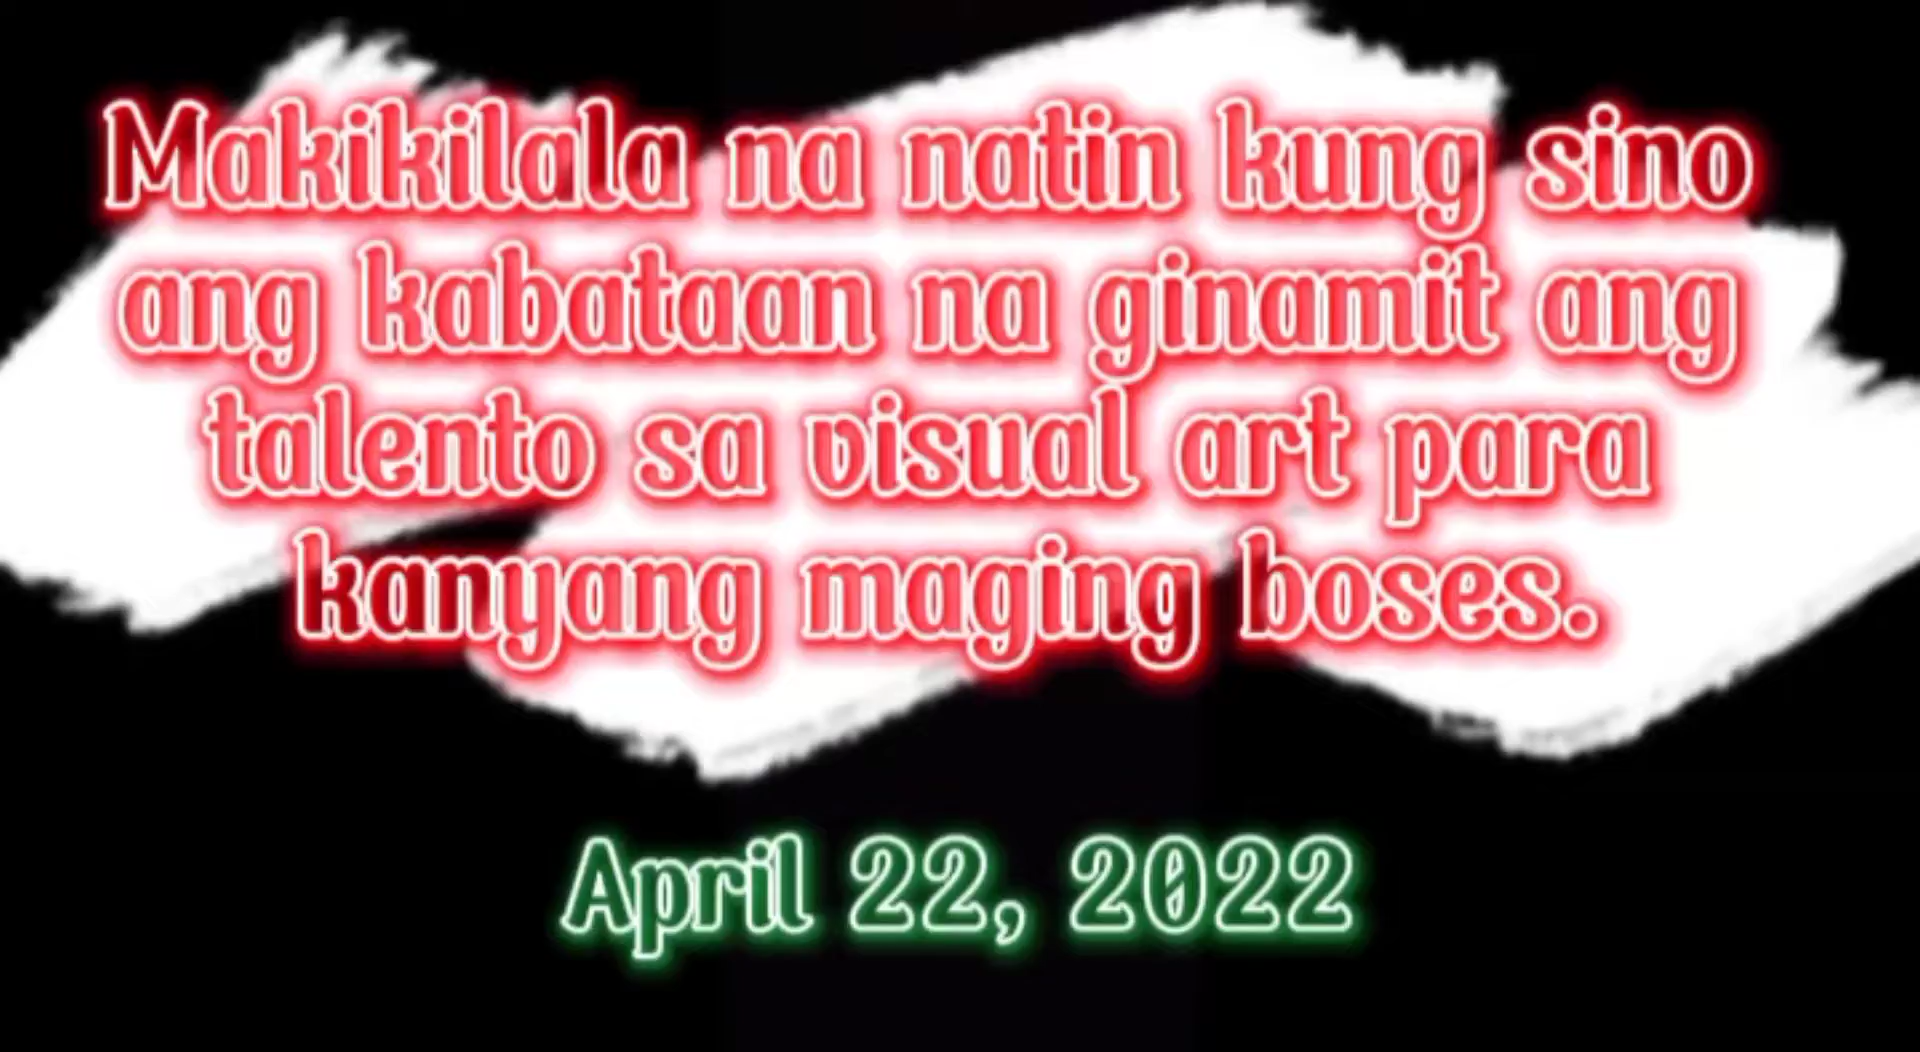 Makikilala na natin kung sino
ang kabataan na ginamit ang
talento sa visual art para
kanyang maging boses.
April 22, 2022